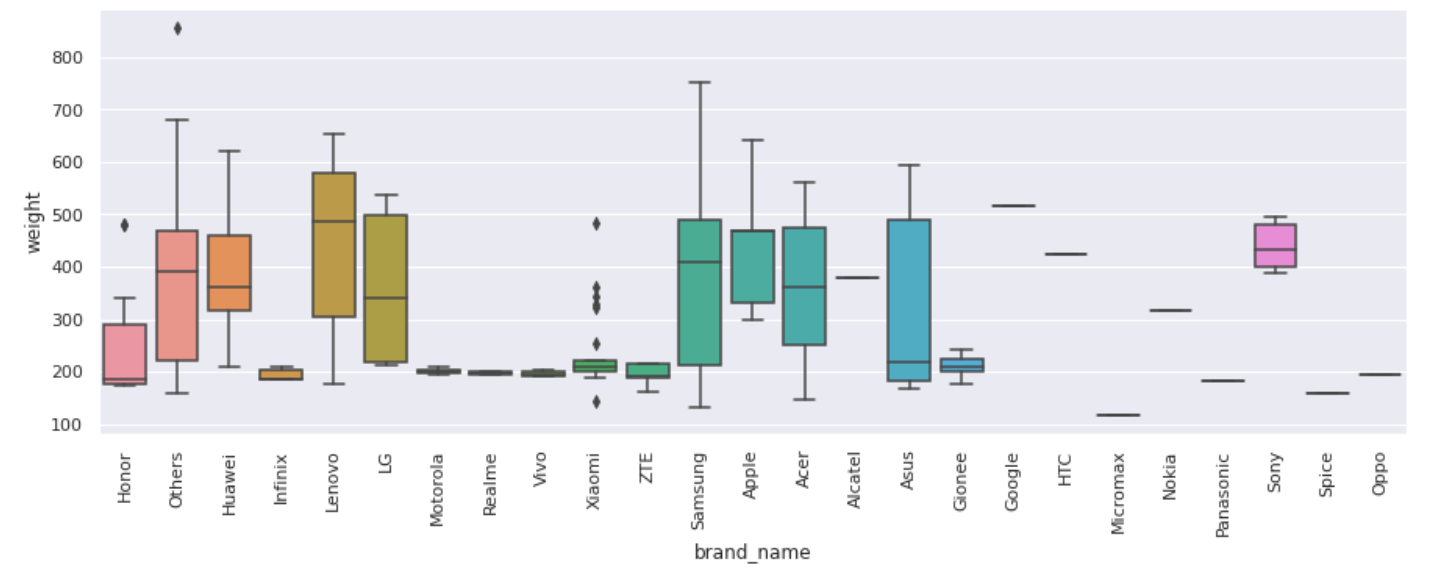 800
700
600
500
400
300
200
100
weight
Honor
Others
Huawei
Infinix
Lenovo
LG
Motorola
Realme
Vivo
Xiaomi
ZTE
Samsung
Apple
Acer
Alcatel
Asus
Gionee
Google
HTC
Micromax
Nokia
Panasonic
Sony
Spice
Oppo
brand_name